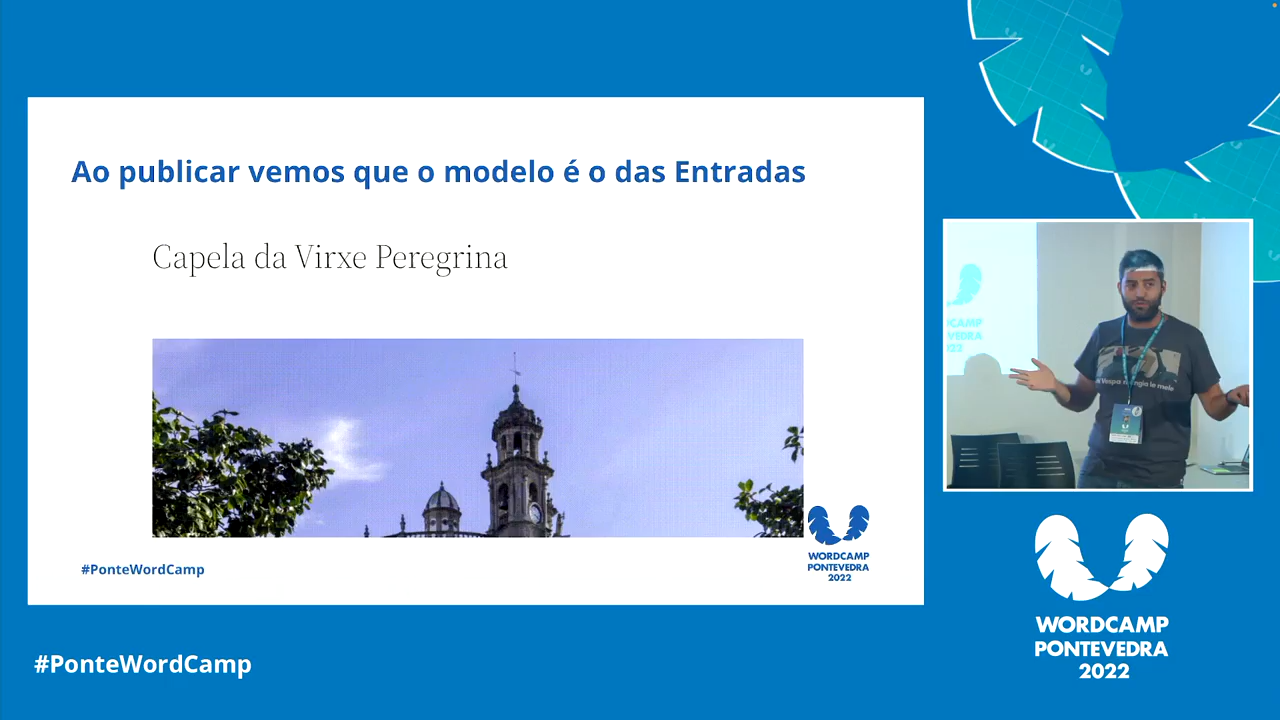 Ao publicar vemos que o modelo é o das Entradas
Capela da Virxe Peregrina
#PonteWordCamp
WORDCAMP
PONTEVEDRA
2022
#PonteWordCamp
WORDCAMP
PONTEVEDRA
2022